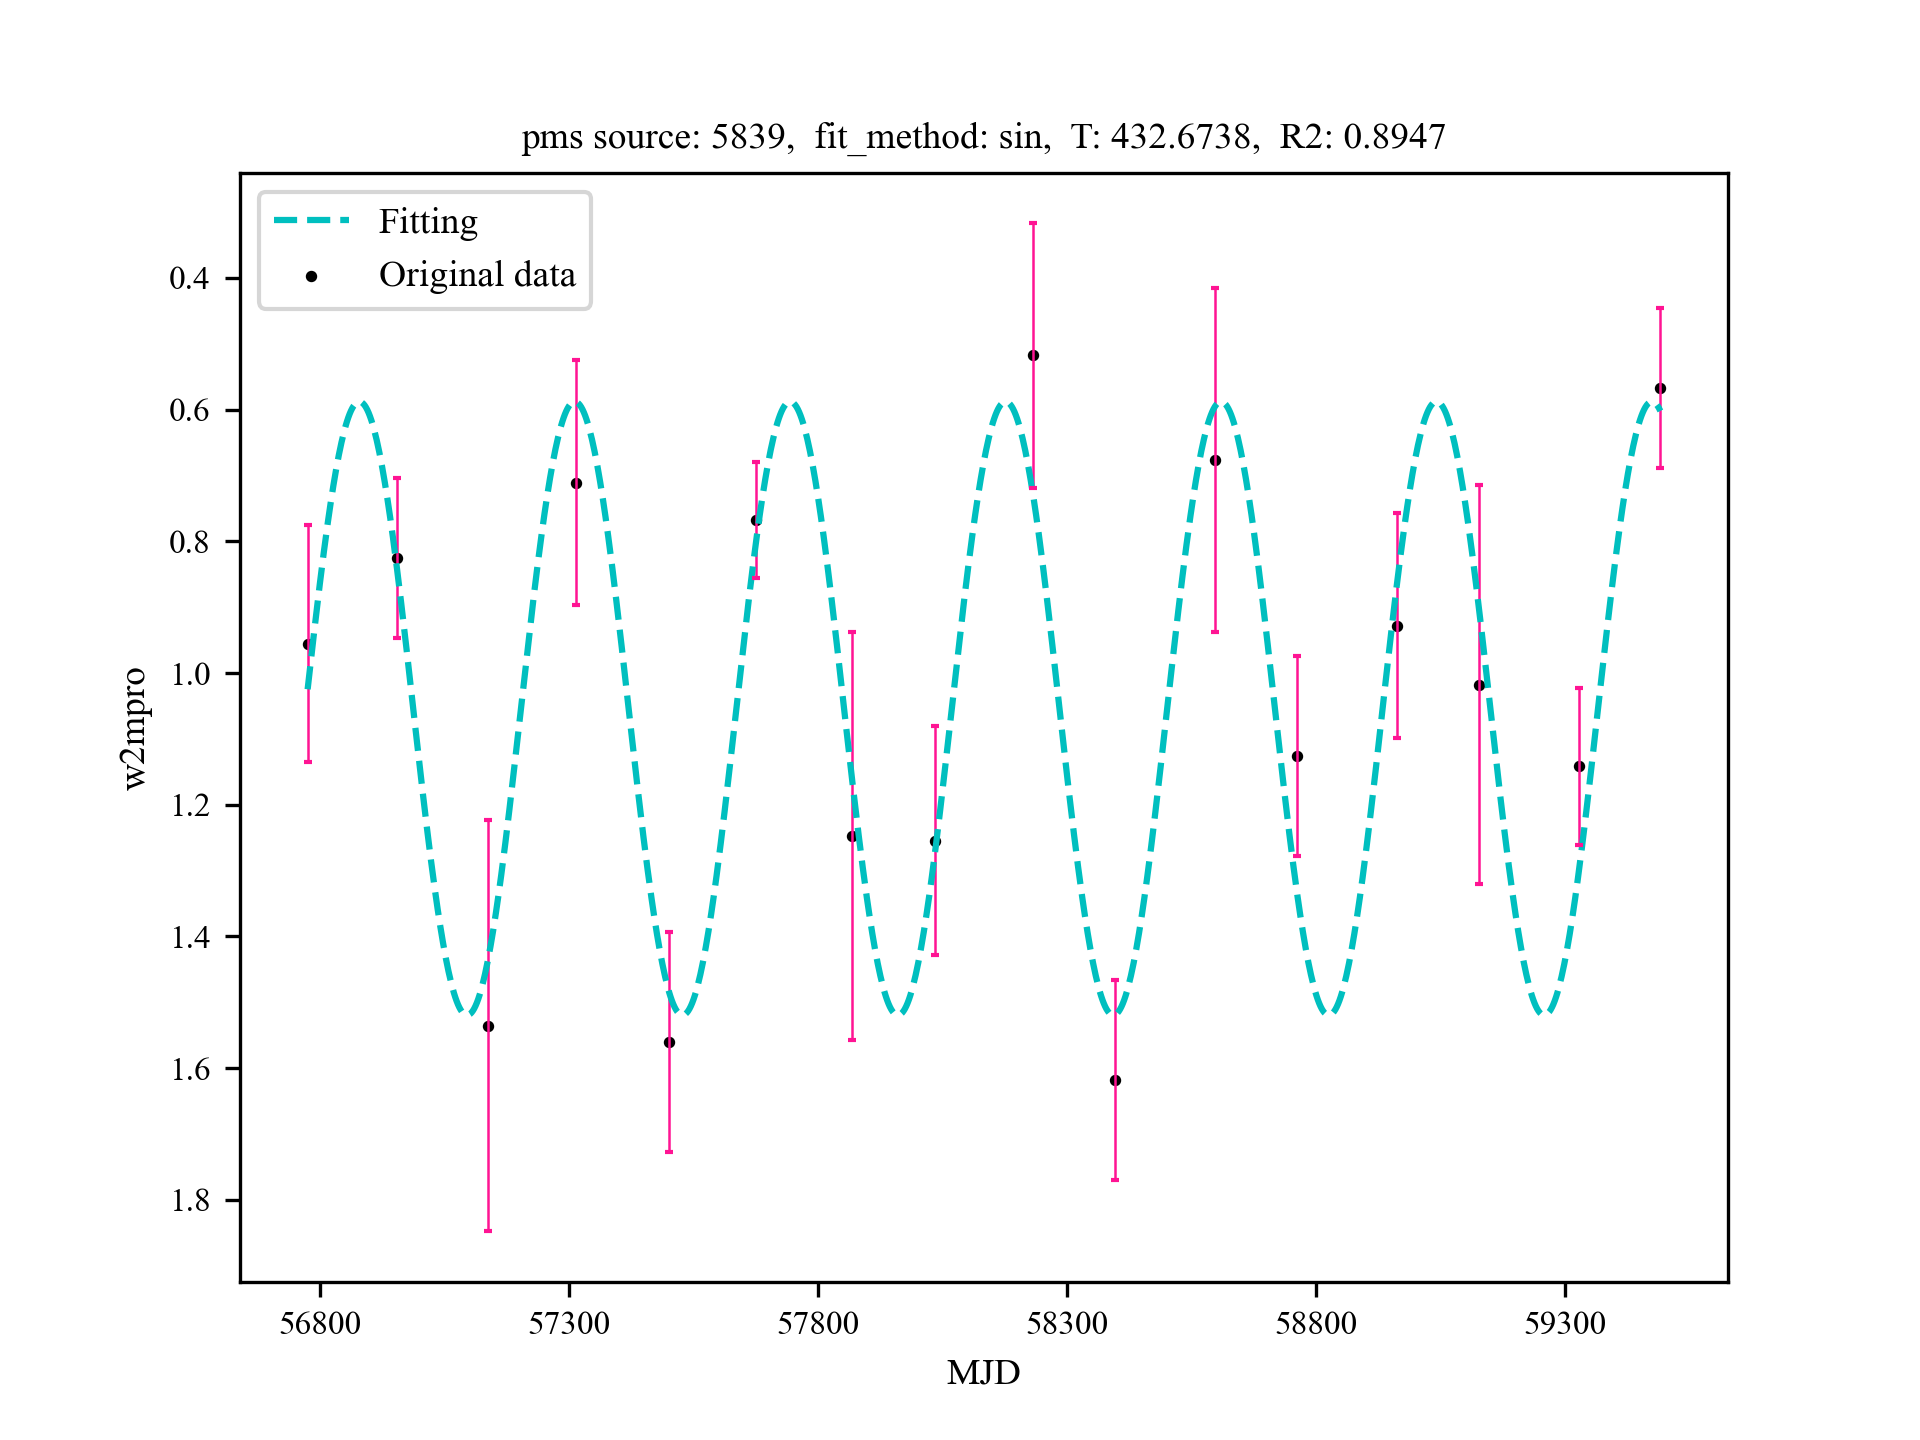 pms source: 5839,  fit_method: sin,  T: 432.6738,  R2: 0.8947
Fitting
Original data
0.4
0.6
0.8
1.0
1.2
1.4
1.6
1.8
w2mpro
56800 57300 57800 58300 58800 59300
MJD